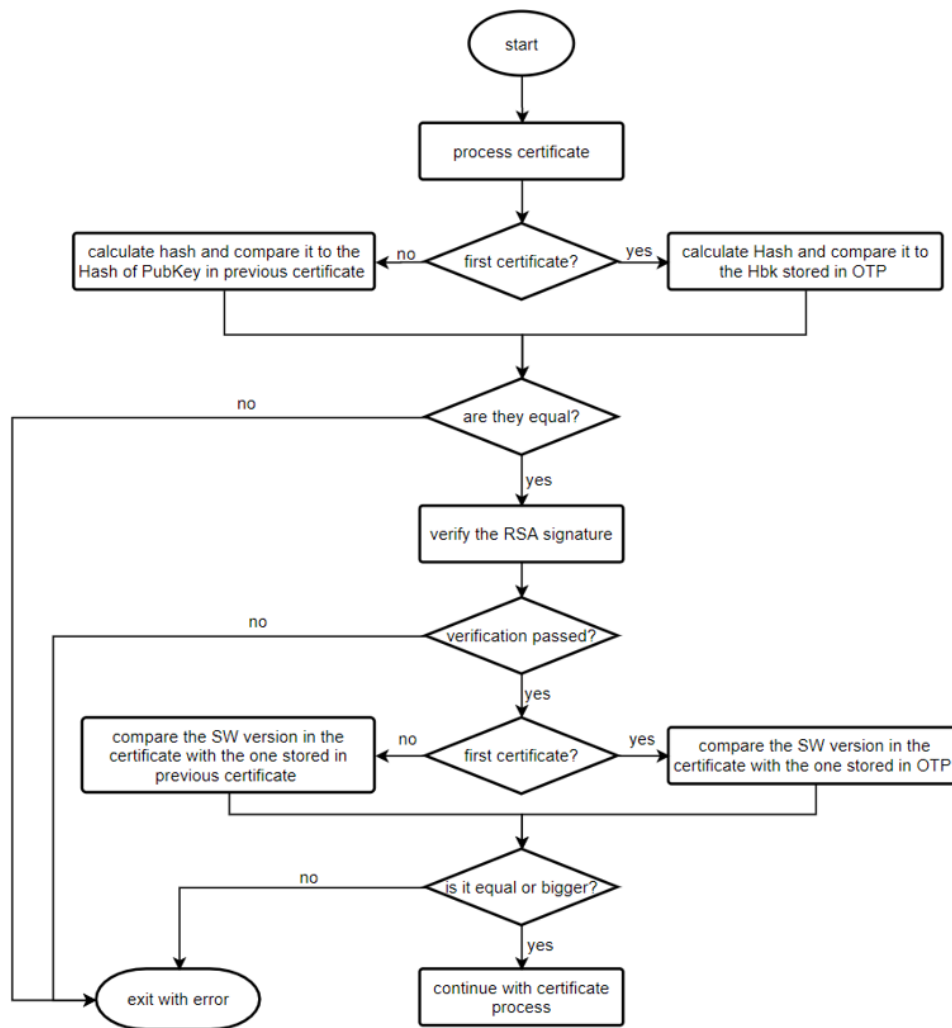 start
process certificate
calculate hash and compare it to the
Hash of PubKey in previous certificate
no
first certificate?
yes
calculate Hash and compare it to
the Hbk stored in OTP
no
are they equal?
yes
verify the RSA signature
no
verification passed?
yes
compare the SW version in the
certificate with the one stored in
previous certificate
no
first certificate?
yes
compare the SW version in the
certificate with the one stored in OTP
no
is it equal or bigger?
yes
exit with error
continue with certificate
process